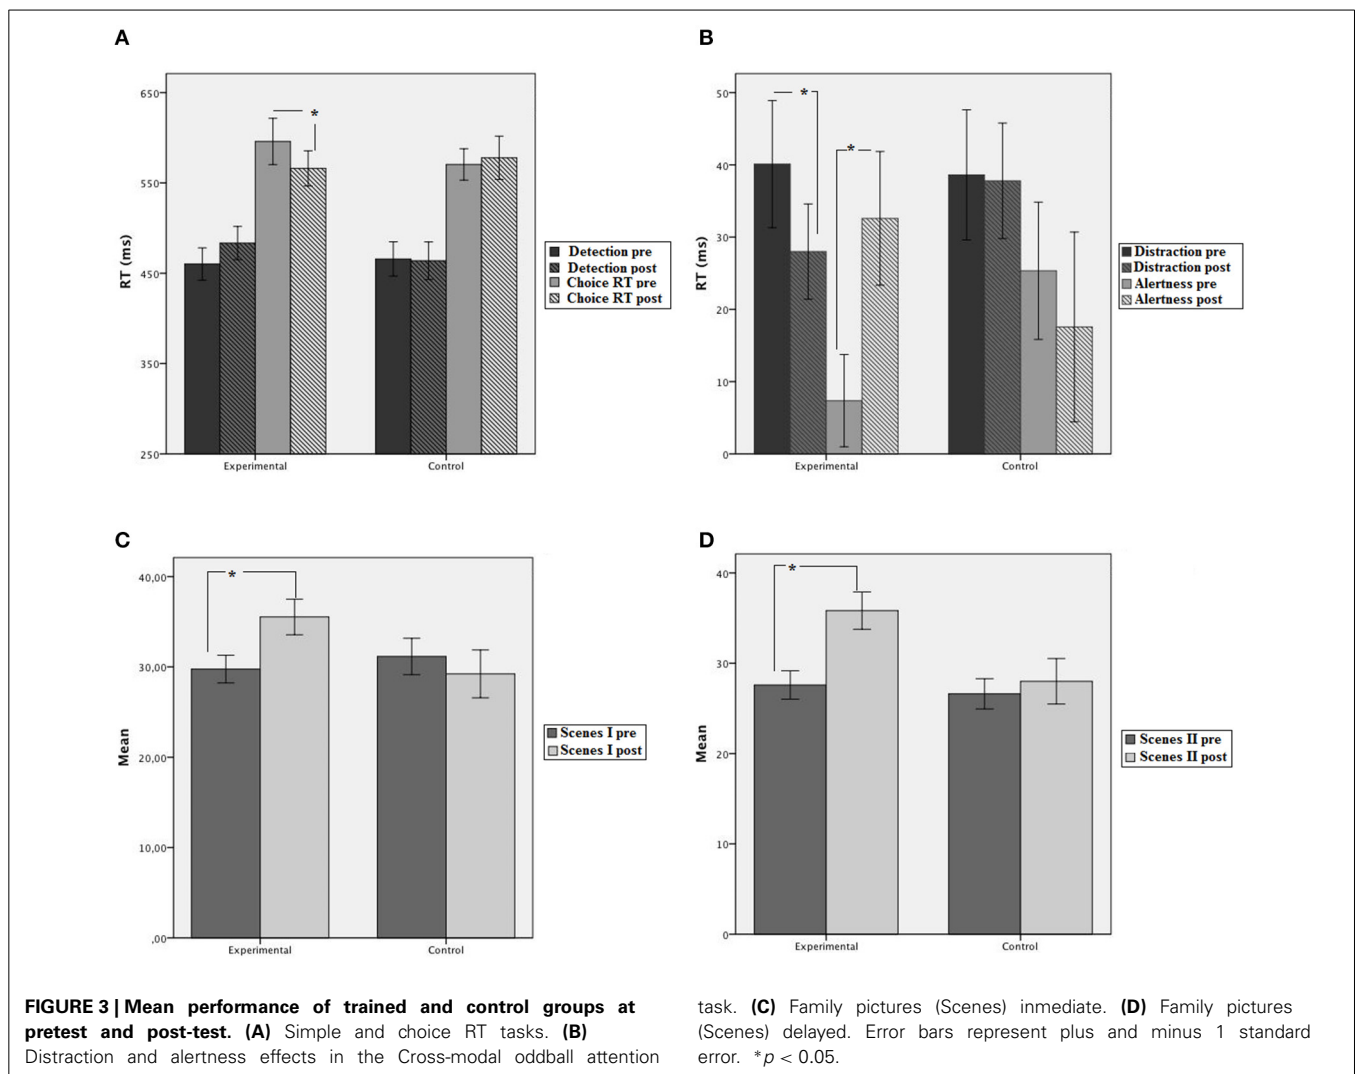 A
650
550
450
350
250
RT (ms)
*
Experimental
Control
Detection pre
Detection post
Choice RT pre
Choice RT post
B
50
40
30
20
10
0
RT (ms)
*
*
Experimental
Control
Distraction pre
Distraction post
Alertness pre
Alertness post
C
40,00
30,00
20,00
10,00
,00
Mean
*
Experimental
Control
Scenes I pre
Scenes I post
D
40
30
20
10
0
Mean
*
Experimental
Control
Scenes II pre
Scenes II post
FIGURE 3 | Mean performance of trained and control groups at
pretest and post-test. (A) Simple and choice RT tasks. (B)
Distraction and alertness effects in the Cross-modal oddball attention
task. (C) Family pictures (Scenes) inmediate. (D) Family pictures
(Scenes) delayed. Error bars represent plus and minus 1 standard
error. *p < 0.05.